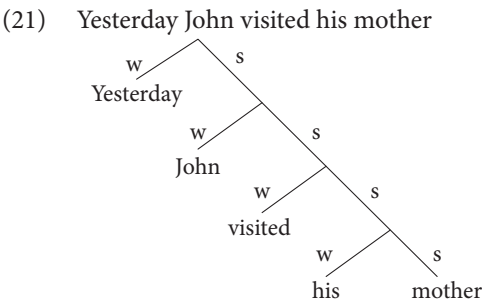 (21) Yesterday John visited his mother
w s
Yesterday
w s
John
w s
visited
w s
his mother